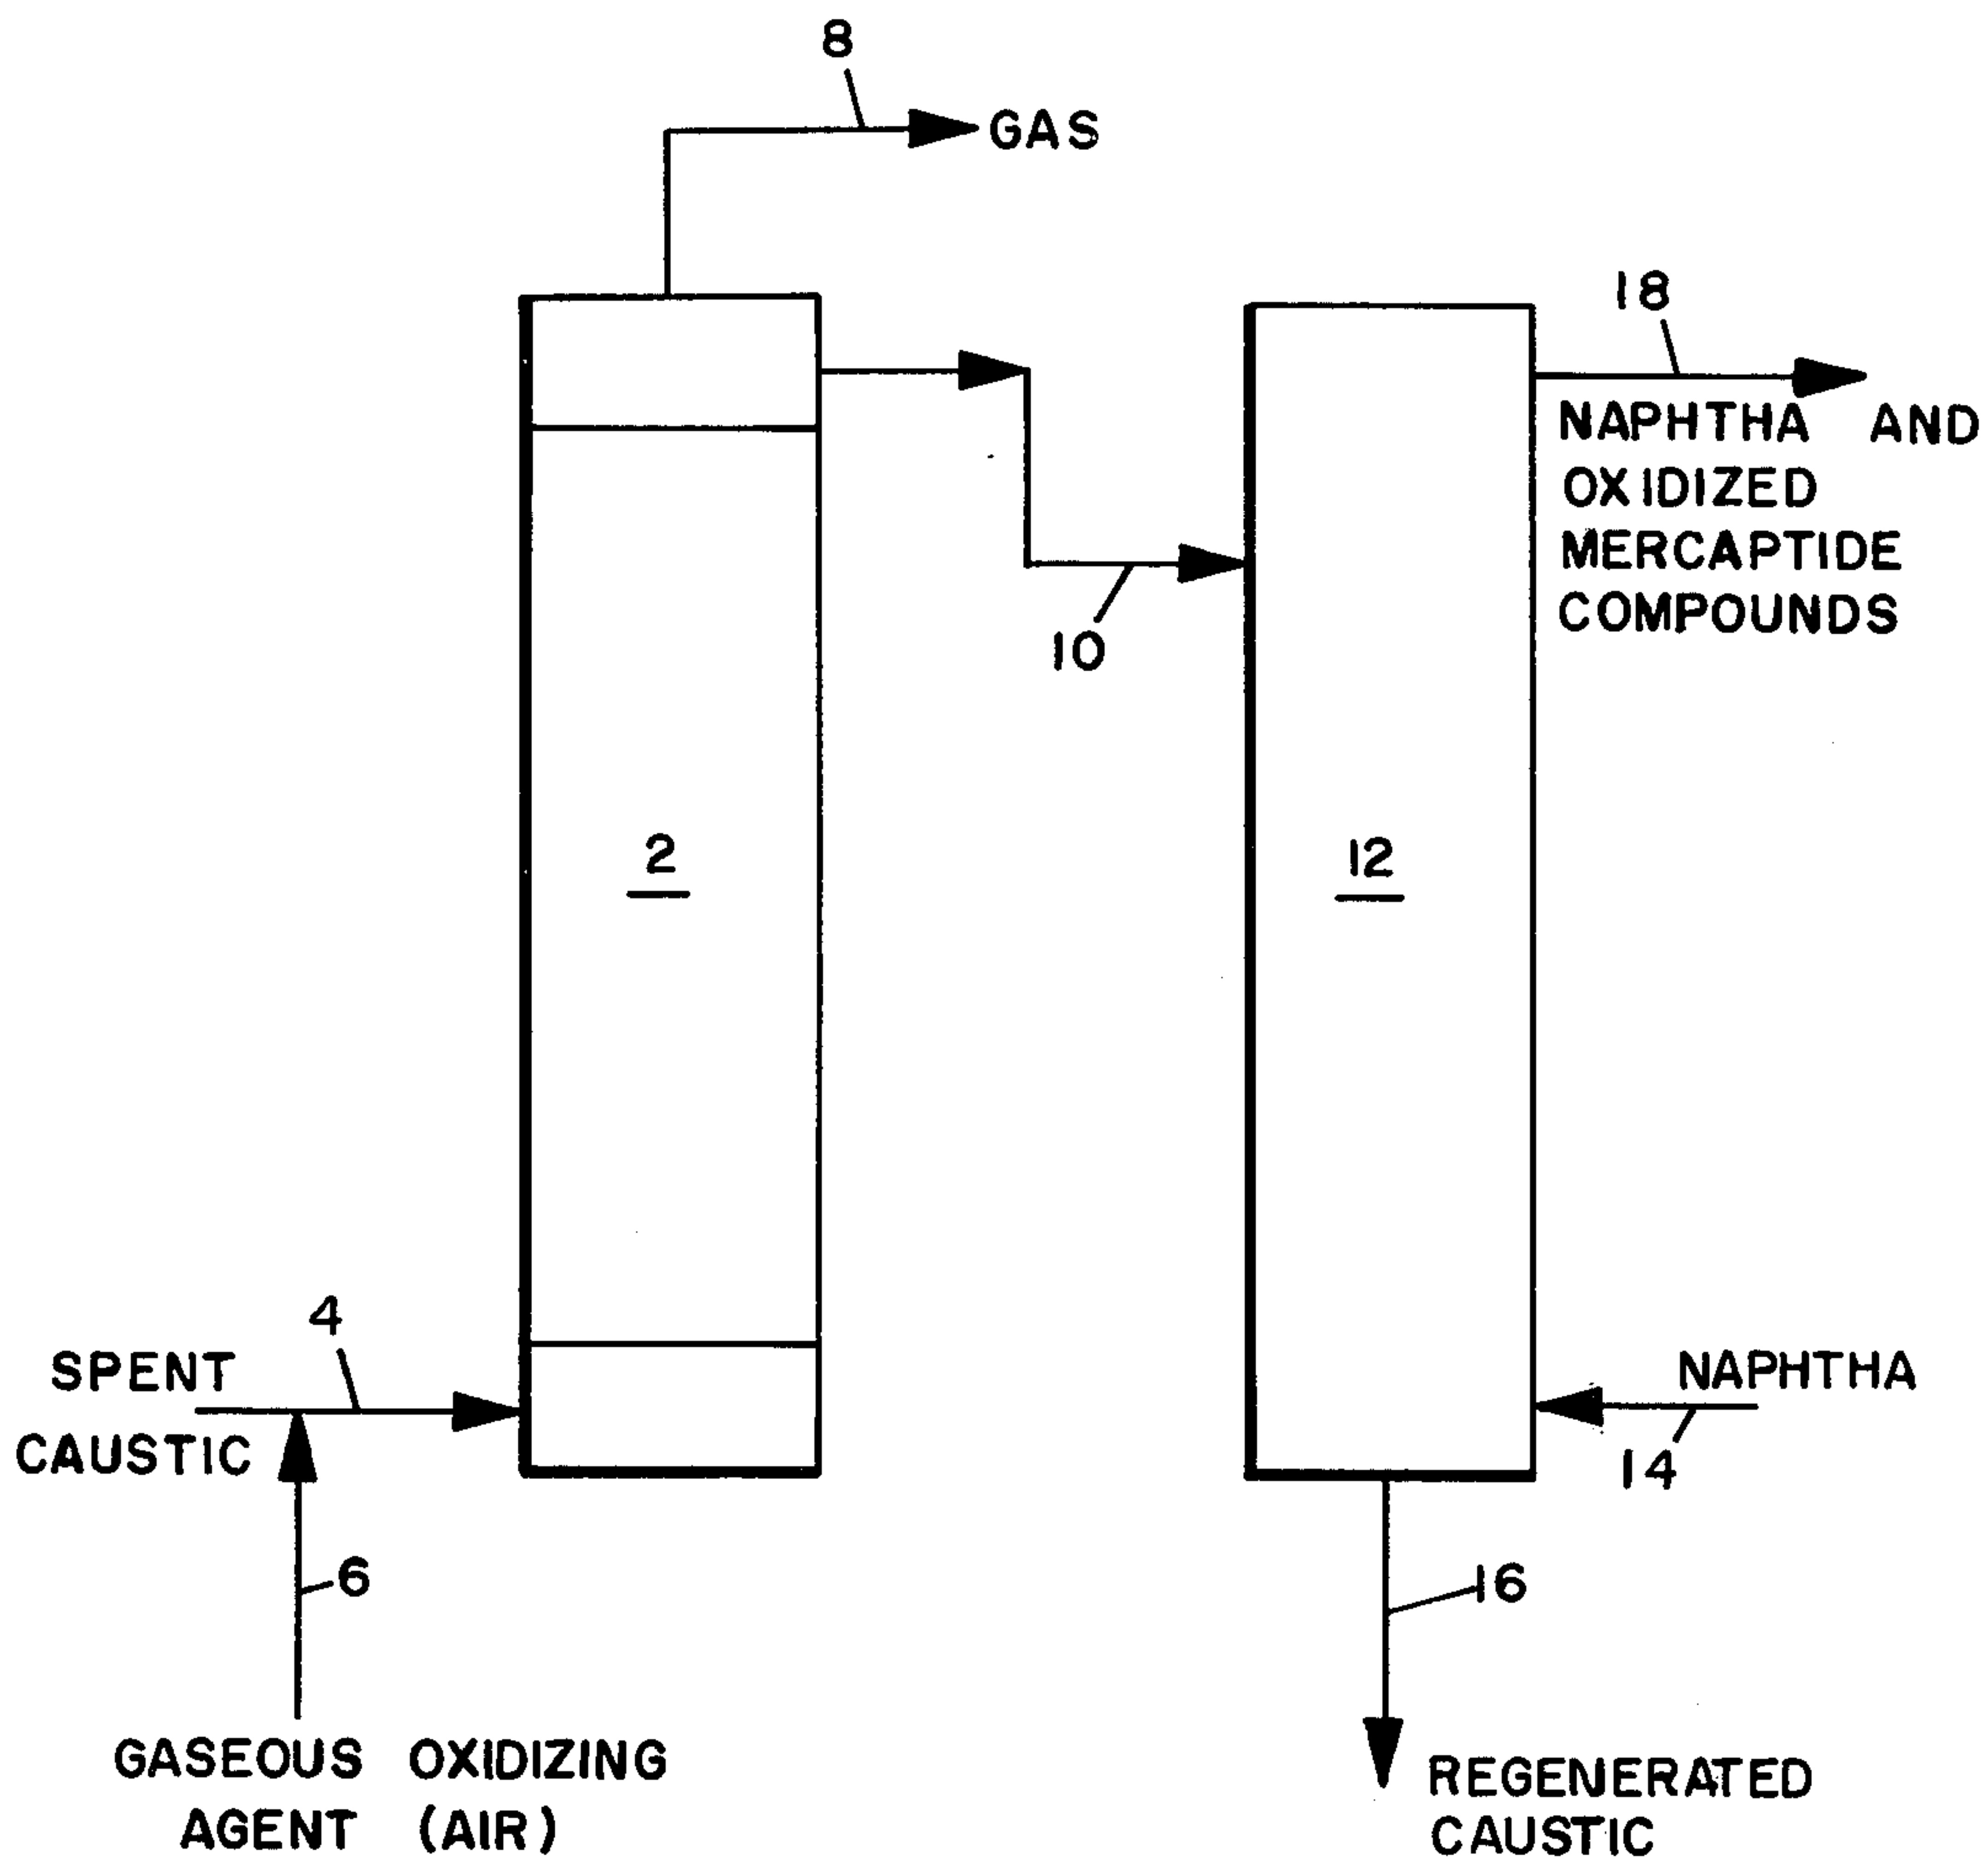 8
GAS
18
NAPHTHA AND
OXIDIZED
MERCAPTIDE
COMPOUNDS
10
2
12
4
SPENT
CAUSTIC
NAPHTHA
14
6
16
GASEOUS OXIDIZING
AGENT (AIR)
REGENERATED
CAUSTIC